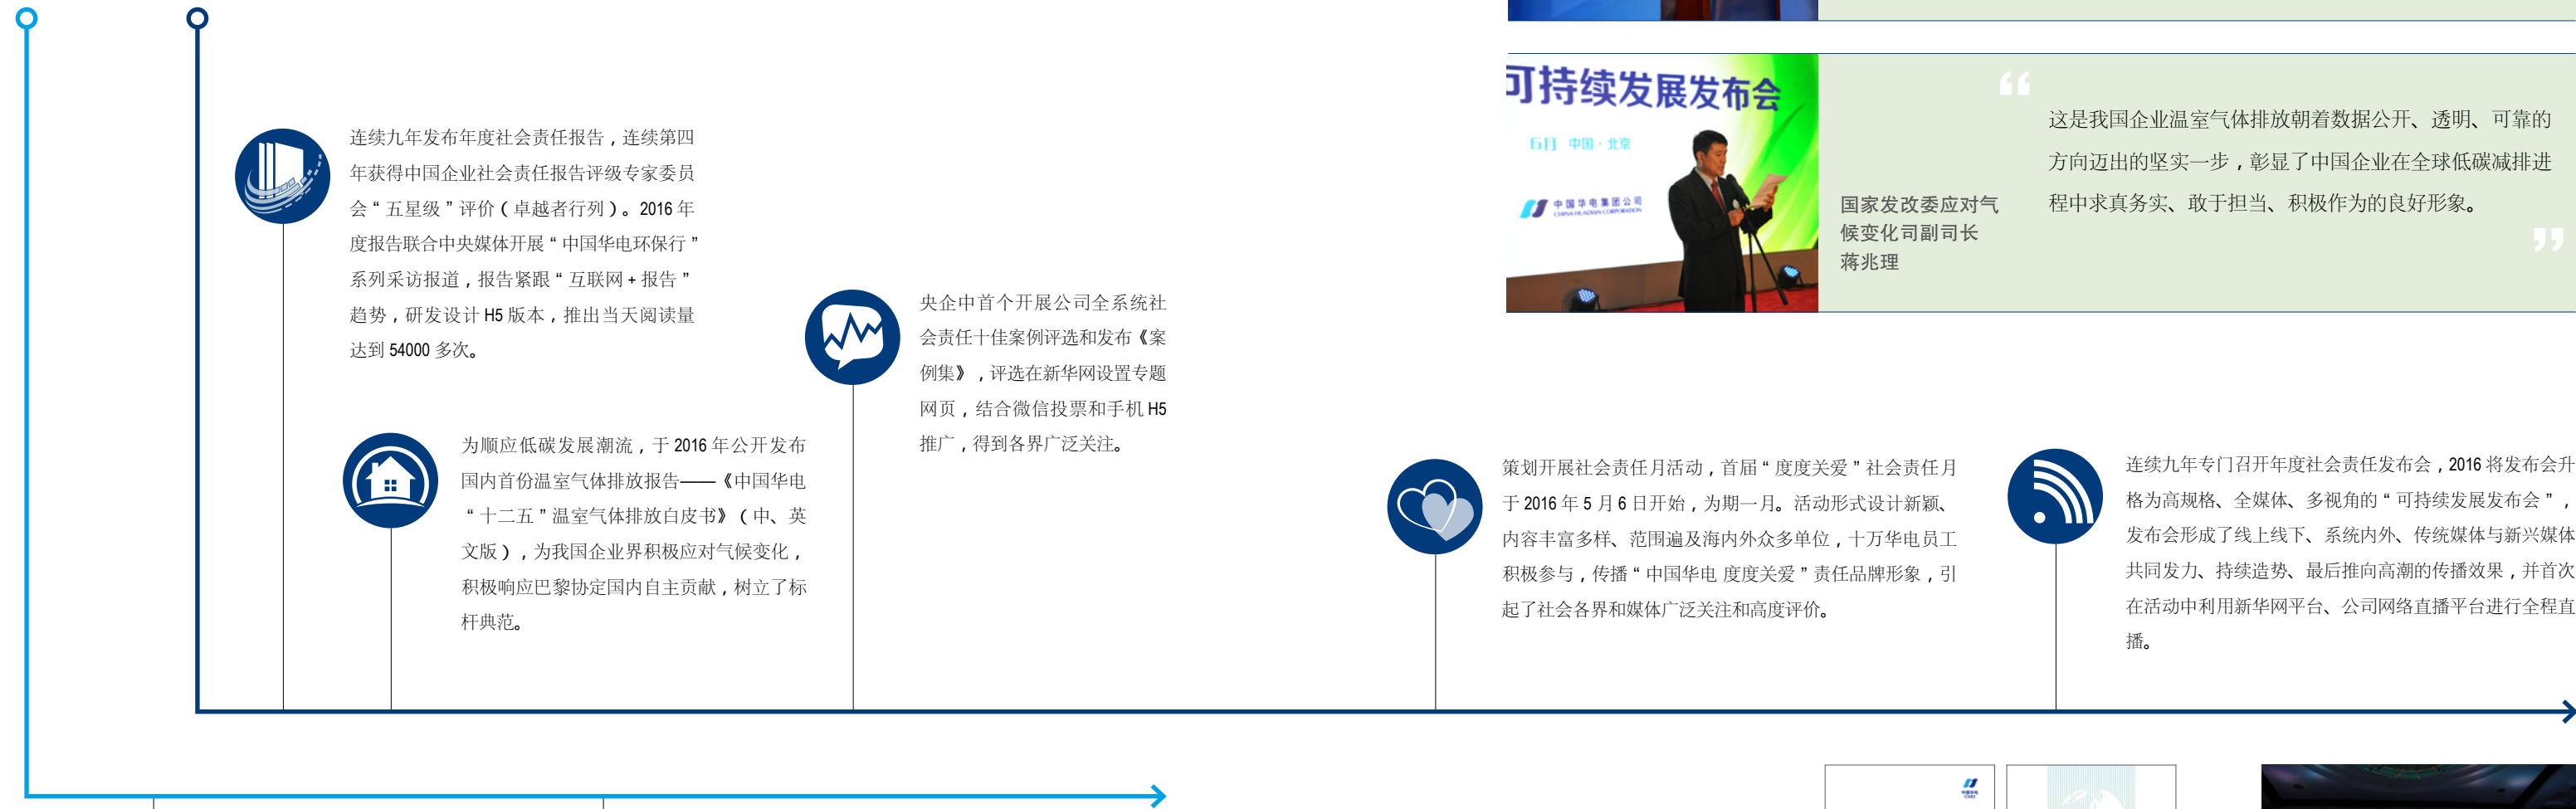 连续九年发布年度社会责任报告，连续第四
年获得中国企业社会责任报告评级专家委员
会“五星级”评价（卓越者行列）。2016 年
度报告联合中央媒体开展“中国华电环保行”
系列采访报道，报告紧跟“互联网 + 报告”
趋势，研发设计 H5 版本，推出当天阅读量
达到 54000 多次。
为顺应低碳发展潮流，于 2016 年公开发布
国内首份温室气体排放报告——《中国华电
“十二五”温室气体排放白皮书》（中、英
文版），为我国企业界积极应对气候变化，
积极响应巴黎协定国内自主贡献，树立了标
杆典范。
央企中首个开展公司全系统社
会责任十佳案例评选和发布《案
例集》，评选在新华网设置专题
网页，结合微信投票和手机 H5
推广，得到各界广泛关注。
可持续发展发布会
6月 中国·北京
中国华电集团公司
CHINA HUADIAN CORPORATION
国家发改委应对气
候变化司副司长
蒋兆理
“
这是我国企业温室气体排放朝着数据公开、透明、可靠的
方向迈出的坚实一步，彰显了中国企业在全球低碳减排进
程中求真务实、敢于担当、积极作为的良好形象。
”
策划开展社会责任月活动，首届“度度关爱”社会责任月
于 2016 年 5 月 6 日开始，为期一月。活动形式设计新颖、
内容丰富多样、范围遍及海内外众多单位，十万华电员工
积极参与，传播“中国华电 度度关爱”责任品牌形象，引
起了社会各界和媒体广泛关注和高度评价。
连续九年专门召开年度社会责任发布会，2016 将发布会升
格为高规格、全媒体、多视角的“可持续发展发布会”，
发布会形成了线上线下、系统内外、传统媒体与新兴媒体
共同发力、持续造势、最后推向高潮的传播效果，并首次
在活动中利用新华网平台、公司网络直播平台进行全程直
播。